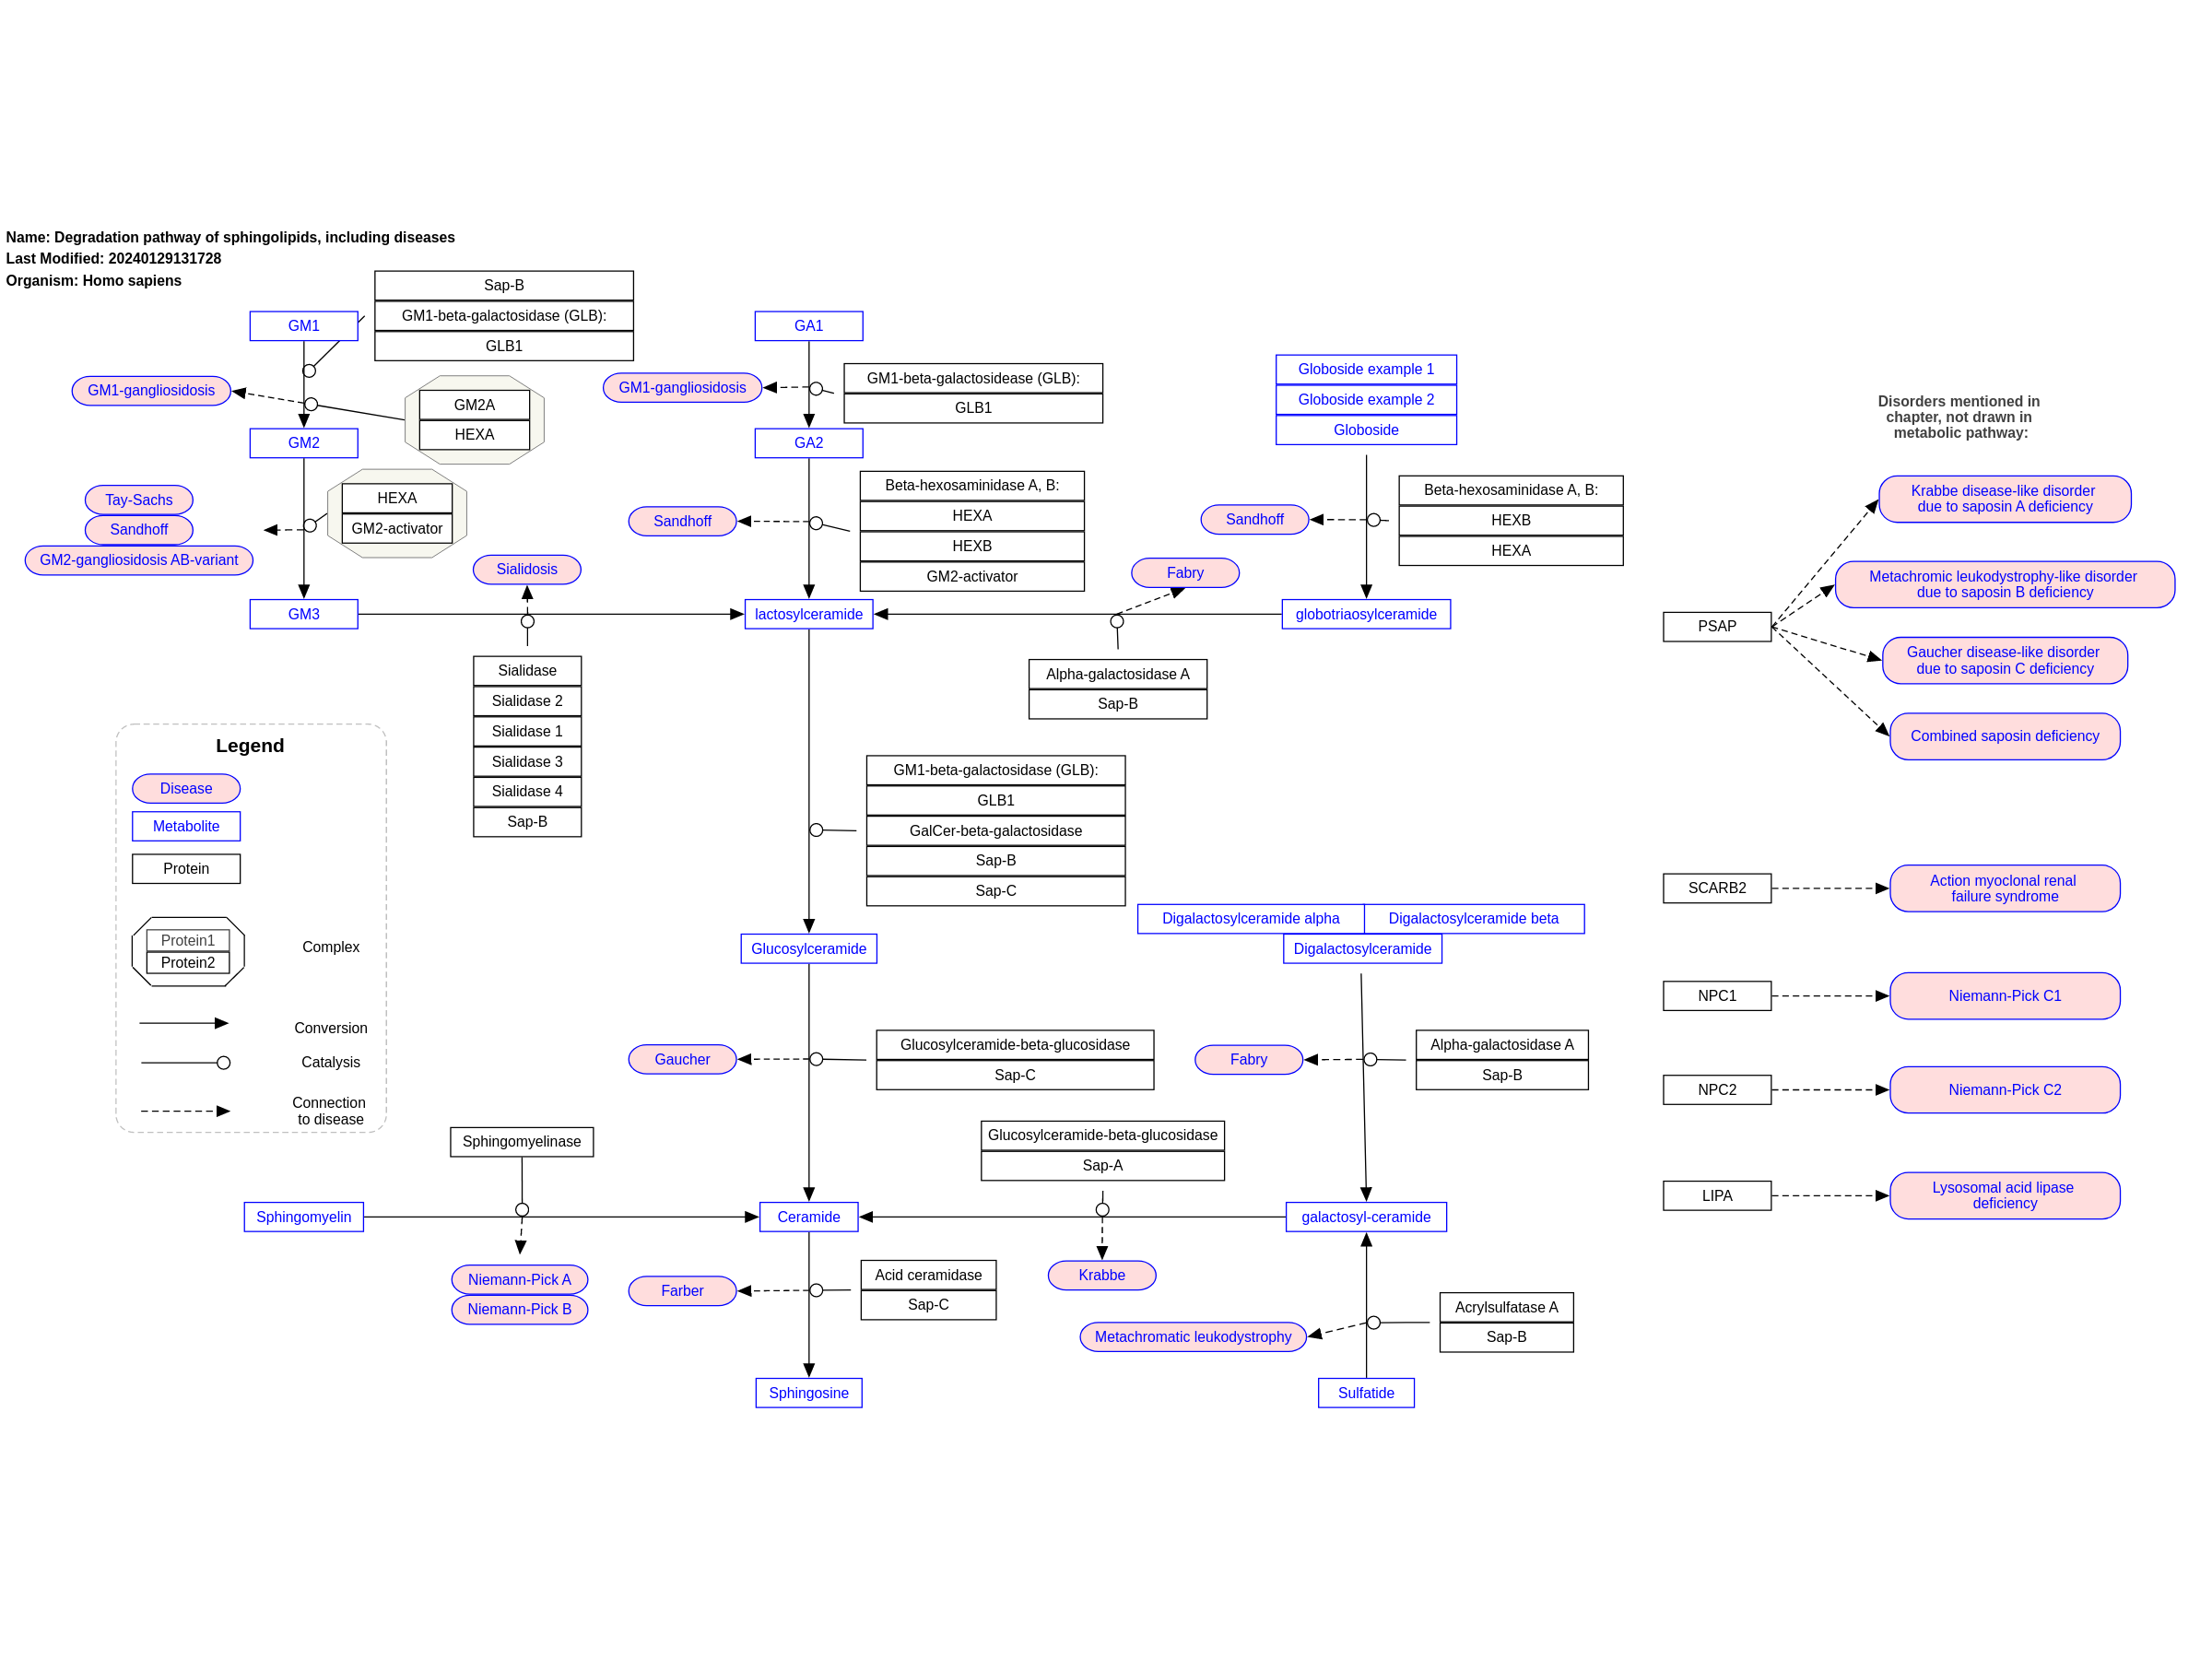 Name: Degradation pathway of sphingolipids, including diseases
Last Modified: 20240129131728
Organism: Homo sapiens
Sap-B
GM1-beta-galactosidase (GLB):
GLB1
GM1
GM1-gangliosidosis
GM2A
HEXA
GM2
Tay-Sachs
Sandhoff
GM2-gangliosidosis AB-variant
HEXA
GM2-activator
GM3
Sialidosis
Sialidase
Sialidase 2
Sialidase 1
Sialidase 3
Sialidase 4
Sap-B
GA1
GM1-gangliosidosis
GM1-beta-galactosidease (GLB):
GLB1
GA2
Sandhoff
Beta-hexosaminidase A, B:
HEXA
HEXB
GM2-activator
lactosylceramide
Globoside example 1
Globoside example 2
Globoside
Sandhoff
Beta-hexosaminidase A, B:
HEXB
HEXA
Fabry
globotriaosylceramide
Alpha-galactosidase A
Sap-B
GM1-beta-galactosidase (GLB):
GLB1
GalCer-beta-galactosidase
Sap-B
Sap-C
Glucosylceramide
Digalactosylceramide alpha
Digalactosylceramide beta
Digalactosylceramide
Gaucher
Glucosylceramide-beta-glucosidase
Sap-C
Fabry
Alpha-galactosidase A
Sap-B
Sphingomyelinase
Glucosylceramide-beta-glucosidase
Sap-A
Sphingomyelin
Ceramide
galactosyl-ceramide
Niemann-Pick A
Niemann-Pick B
Farber
Acid ceramidase
Sap-C
Krabbe
Metachromatic leukodystrophy
Acrylsulfatase A
Sap-B
Sphingosine
Sulfatide
Legend
Disease
Metabolite
Protein
Protein1
Protein2
Complex
Conversion
Catalysis
Connection
to disease
Disorders mentioned in
chapter, not drawn in
metabolic pathway:
PSAP
Krabbe disease-like disorder
due to saposin A deficiency
Metachromic leukodystrophy-like disorder
due to saposin B deficiency
Gaucher disease-like disorder
due to saposin C deficiency
Combined saposin deficiency
SCARB2
Action myoclonal renal
failure syndrome
NPC1
Niemann-Pick C1
NPC2
Niemann-Pick C2
LIPA
Lysosomal acid lipase
deficiency